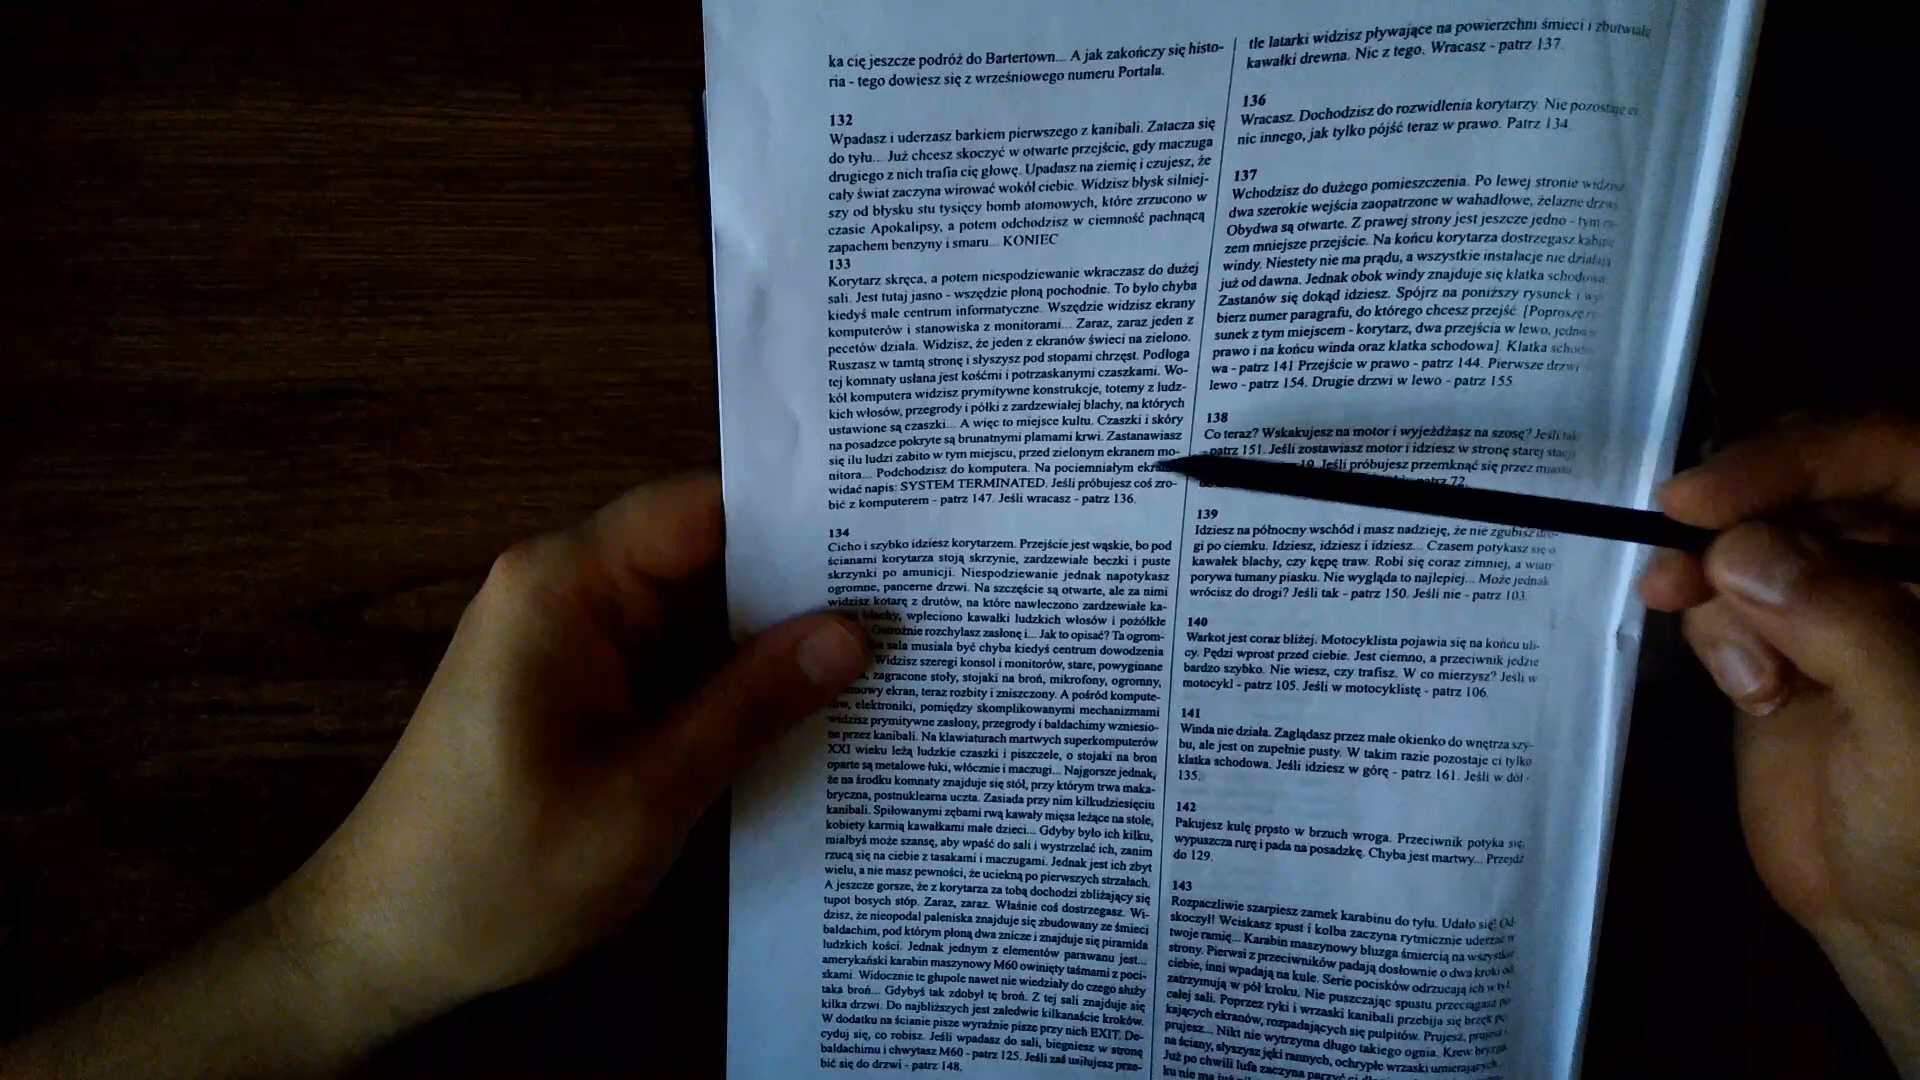 ka cię jeszcze podróż do Bartertown... A jak zakończy się histo-
ria - tego dowiesz się z wrześniowego numeru Portala.
132
Wpadasz i uderzasz barkiem pierwszego z kanibali. Zatacza się
do tyłu... Już chcesz skoczyć w otwarte przejście, gdy maczuga
drugiego z nich trafia cię głowę. Upadasz na ziemię i czujesz, że
cały świat zaczyna wirować wokół ciebie. Widzisz błysk silniej-
szy od błysku stu tysięcy bomb atomowych, które zrzucono w
czasie Apokalipsy, a potem odchodzisz w ciemność pachnącą
zapachem benzyny i smaru... KONIEC
133
Korytarz skręca, a potem niespodziewanie wkraczasz do dużej
sali. Jest tutaj jasno - wszędzie płoną pochodnie. To było chyba
kiedyś małe centrum informatyczne. Wszędzie widzisz ekrany
komputerów i stanowiska z monitorami... Zaraz, zaraz jeden z
pecetów działa. Widzisz, że jeden z ekranów świeci na zielono.
Ruszasz w tamtą stronę i słyszysz pod stopami chrzęst. Podłoga
tej komnaty usłana jest kośćmi i potrzaskanymi czaszkami. Wo-
kół komputera widzisz prymitywne konstrukcje, totemy z ludz-
kich włosów, przegrody i półki z zardzewiałej blachy, na których
ustawione są czaszki... A więc to miejsce kultu. Czaszki i skóry
na posadzce pokryte są brunatnymi plamami krwi. Zastanawiasz
się ilu ludzi zabito w tym miejscu, przed zielonym ekranem mo-
nitora... Podchodzisz do komputera. Na pociemniałym
widać napis: SYSTEM TERMINATED. Jeśli próbujesz coś zro-
bić z komputerem - patrz 147. Jeśli wracasz - patrz 136.
134
Cicho i szybko idziesz korytarzem. Przejście jest wąskie, bo pod
ścianami korytarza stoją skrzynie, zardzewiałe beczki i puste
skrzynki po amunicji. Niespodziewanie jednak napotykasz
ogromne, pancerne drzwi. Na szczęście są otwarte, ale za nimi
widzisz kotarę z drutów, na które nawleczono zardzewiałe ka-
blachy, wpleciono kawałki ludzkich włosów i pożółkłe
rozchylasz zasłonę i... Jak to opisać? Ta ogrom-
sala musiała być chyba kiedyś centrum dowodzenia
Widzisz szeregi konsol i monitorów, stare, powyginane
zagracone stoły, stojaki na broń, mikrofony, ogromny,
ekran, teraz rozbity i zniszczony. A pośród kompute-
rów, elektroniki, pomiędzy skomplikowanymi mechanizmami
widzisz prymitywne zasłony, przegrody i baldachimy wzniesio-
ne przez kanibali. Na klawiaturach martwych superkomputerów
XXI wieku leżą ludzkie czaszki i piszczele, o stojaki na broń
oparte są metalowe łuki, włócznie i maczugi... Najgorsze jednak,
że na środku komnaty znajduje się stół, przy którym trwa maka-
bryczna, postnuklearna uczta. Zasiada przy nim kilkudziesięciu
kanibali. Spiłowanymi zębami rwą kawały mięsa leżące na stole,
kobiety karmią kawałkami małe dzieci... Gdyby było ich kilku,
miałbyś może szansę, aby wpaść do sali i wystrzelać ich, zanim
rzucą się na ciebie z tasakami i maczugami. Jednak jest ich zbyt
wielu, a nie masz pewności, że uciekną po pierwszych strzałach.
A jeszcze gorsze, że z korytarza za tobą dochodzi zbliżający się
tupot bosych stóp. Zaraz, zaraz. Właśnie coś dostrzegasz. Wi-
dzisz, że nieopodal paleniska znajduje się zbudowany ze śmieci
baldachim, pod którym płoną dwa znicze i znajduje się piramida
ludzkich kości. Jednak jednym z elementów parawanu jest...
amerykański karabin maszynowy M60 owinięty taśmami z poci-
skami. Widocznie te głupole nawet nie wiedziały do czego służy
taka broń... Gdybyś tak zdobył tę broń. Z tej sali znajduje się
kilka drzwi. Do najbliższych jest zaledwie kilkanaście kroków.
W dodatku na ścianie pisze wyraźnie pisze przy nich EXIT. De-
cyduj się, co robisz. Jeśli wpadasz do sali, biegniesz w stronę
baldachimu i chwytasz M60 - patrz 125. Jeśli zaś usiłujesz prze-
bić się do drzwi - patrz 148.
tle latarki widzisz pływające na powierzchni śmieci i zbutwiałe
kawałki drewna. Nic z tego. Wracasz - patrz 137.
136
Wracasz. Dochodzisz do rozwidlenia korytarzy. Nie pozostaje ci
nic innego, jak tylko pójść teraz w prawo. Patrz 134.
137
Wchodzisz do dużego pomieszczenia. Po lewej stronie widzisz
dwa szerokie wejścia zaopatrzone w wahadłowe, żelazne drzwi.
Obydwa są otwarte. Z prawej strony jest jeszcze jedno - tym ra-
zem mniejsze przejście. Na końcu korytarza dostrzegasz kabinę
windy. Niestety nie ma prądu, a wszystkie instalacje nie działają
już od dawna. Jednak obok windy znajduje się klatka schodowa.
Zastanów się dokąd idziesz. Spójrz na poniższy rysunek i wy-
bierz numer paragrafu, do którego chcesz przejść. [Poproszę ry-
sunek z tym miejscem - korytarz, dwa przejścia w lewo, jedno w
prawo i na końcu winda oraz klatka schodowa]. Klatka schodo-
wa - patrz 141 Przejście w prawo - patrz 144. Pierwsze drzwi w
lewo - patrz 154. Drugie drzwi w lewo - patrz 155.
138
Co teraz? Wskakujesz na motor i wyjeżdżasz na szosę? Jeśli tak
- patrz 151. Jeśli zostawiasz motor i idziesz w stronę starej stacji
19. Jeśli próbujesz przemknąć się przez miasto
patrz 72.
139
Idziesz na północny wschód i masz nadzieję, że nie zgubisz dro-
gi po ciemku. Idziesz, idziesz i idziesz... Czasem potykasz się o
kawałek blachy, czy kępę traw. Robi się coraz zimniej, a wiatr
porywa tumany piasku. Nie wygląda to najlepiej... Może jednak
wrócisz do drogi? Jeśli tak - patrz 150. Jeśli nie - patrz 103.
140
Warkot jest coraz bliżej. Motocyklista pojawia się na końcu uli-
cy. Pędzi wprost przed ciebie. Jest ciemno, a przeciwnik jedzie
bardzo szybko. Nie wiesz, czy trafisz. W co mierzysz? Jeśli w
motocykl - patrz 105. Jeśli w motocyklistę - patrz 106.
141
Winda nie działa. Zaglądasz przez małe okienko do wnętrza szy-
bu, ale jest on zupełnie pusty. W takim razie pozostaje ci tylko
klatka schodowa. Jeśli idziesz w górę - patrz 161. Jeśli w dół -
135.
142
Pakujesz kulę prosto w brzuch wroga. Przeciwnik potyka się,
wypuszcza rurę i pada na posadzkę. Chyba jest martwy... Przejdź
do 129.
143
Rozpaczliwie szarpiesz zamek karabinu do tyłu. Udało się! Od-
skoczył! Wciskasz spust i kolba zaczyna rytmicznie uderzać w
twoje ramię... Karabin maszynowy bluzga śmiercią na wszystkie
strony. Pierwsi z przeciwników padają dosłownie o dwa kroki od
ciebie, inni wpadają na kule. Serie pocisków odrzucają ich w tył,
zatrzymują w pół kroku. Nie puszczając spustu przeciągasz po
całej sali. Poprzez ryki i wrzaski kanibali przebija się brzęk pę-
kających ekranów, rozpadających się pulpitów. Prujesz, prujesz i
prujesz... Nikt nie wytrzyma długo takiego ognia. Krew bryzga
na ściany, słyszysz jęki rannych, ochrypłe wrzaski umierających.
Już po chwili lufa zaczyna parzyć